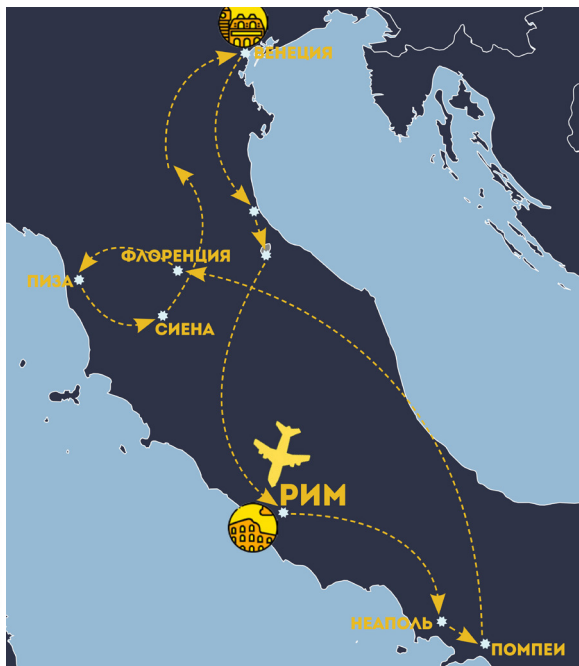 ВЕНЕЦИЯ
ФЛОРЕНЦИЯ
ПИЗА
СИЕНА
РИМ
НЕАПОЛЬ
ПОМПЕИ